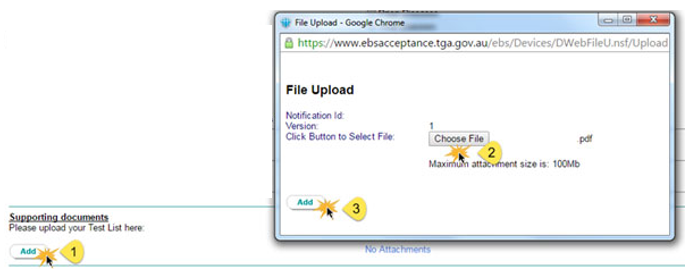 File Upload - Google Chrome
https://www.ebsacceptance.tga.gov.au/ebs/Devices/DWebFileU.nsf/Upload
File Upload
Notification Id:
Version: 1
Click Button to Select File: Choose File .pdf
2
Maximum attachment size is: 100Mb
Add 3
Supporting documents
Please upload your Test List here:
Add 1
No Attachments